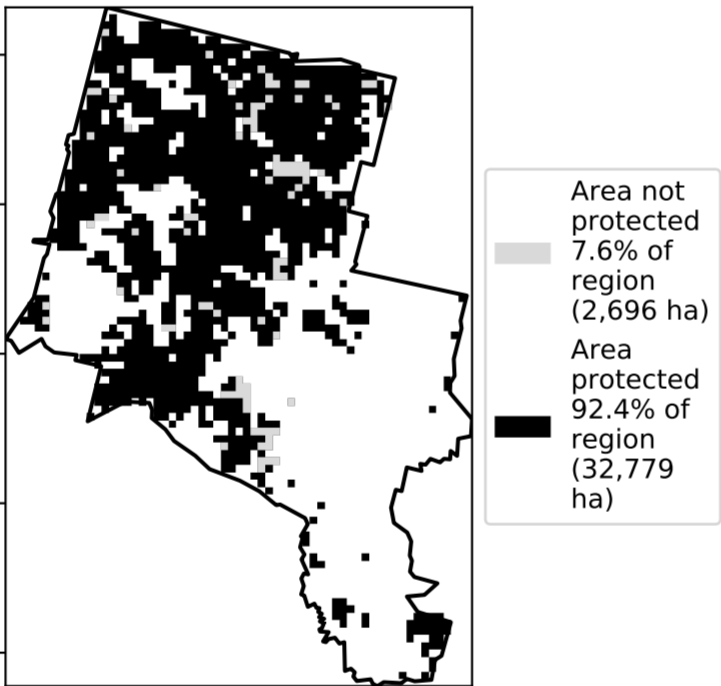 Area not
protected
7.6% of
region
(2,696 ha)
Area
protected
92.4% of
region
(32,779
ha)